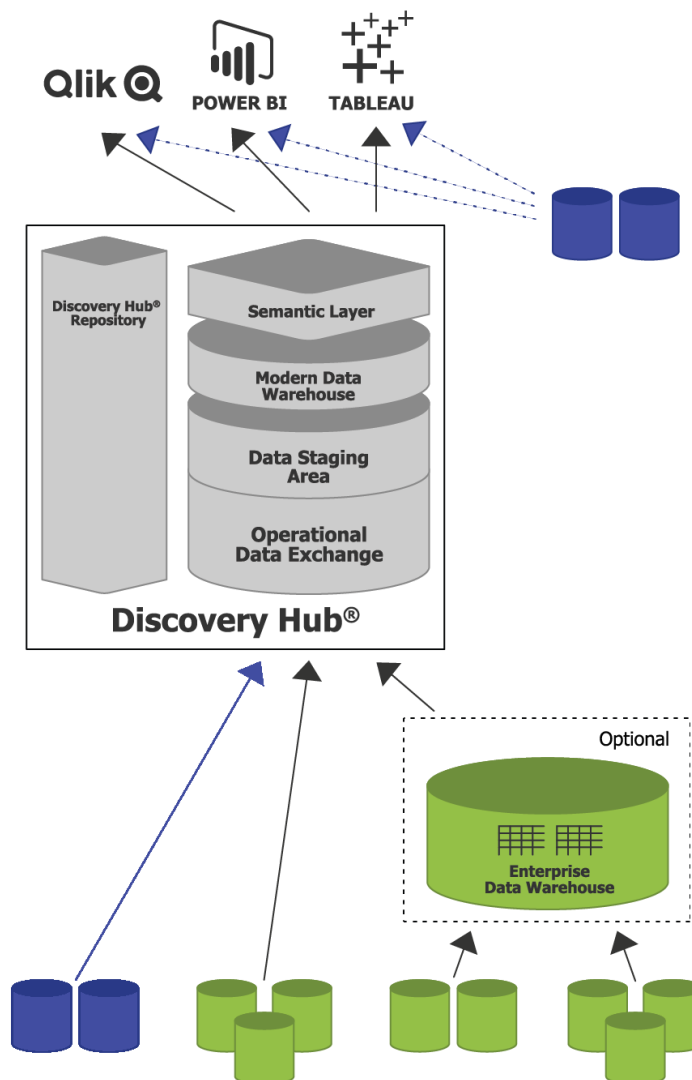 Qlik
POWER BI
TABLEAU
Discovery Hub®
Repository
Semantic Layer
Modern Data
Warehouse
Data Staging
Area
Operational
Data Exchange
Discovery Hub®
Optional
Enterprise
Data Warehouse